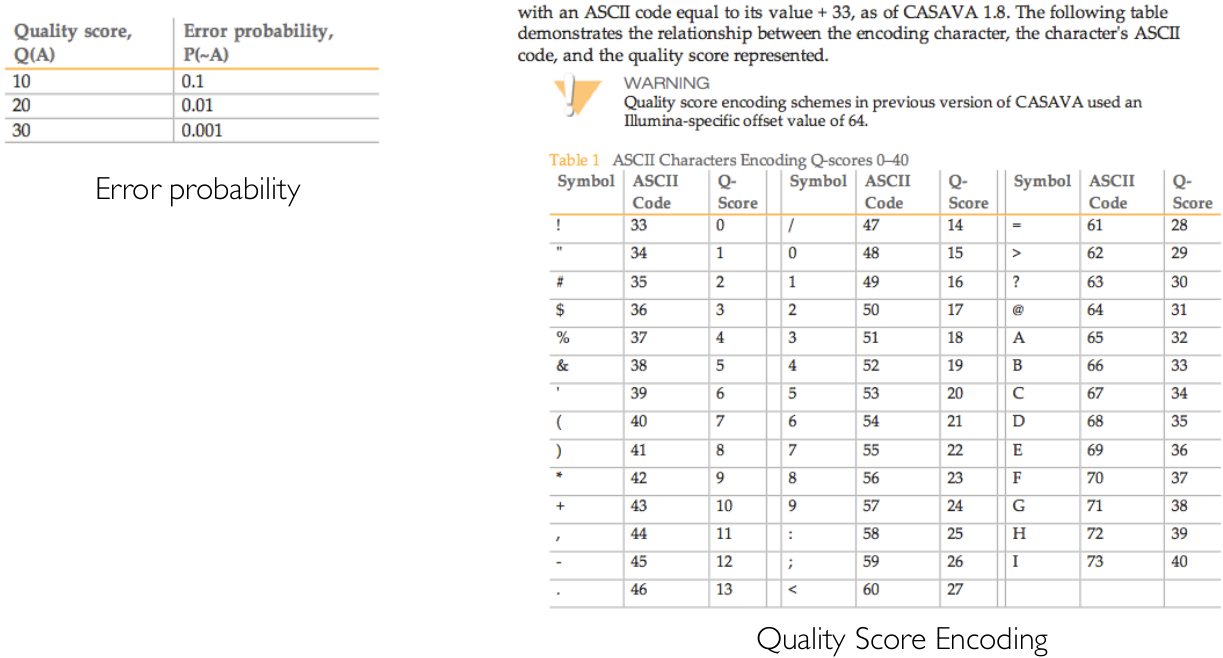 Quality score, Error probability,
Q(A) P(~A)
10 0.1
20 0.01
30 0.001
Error probability
with an ASCII code equal to its value + 33, as of CASAVA 1.8. The following table
demonstrates the relationship between the encoding character, the character's ASCII
code, and the quality score represented.
WARNING
Quality score encoding schemes in previous version of CASAVA used an
Illumina-specific offset value of 64.
Table 1 ASCII Characters Encoding Q-scores 0–40
Symbol ASCII Q- Symbol ASCII Q- Symbol ASCII Q-
Code Score Code Score Code Score
! 33 0 / 47 14 = 61 28
" 34 1 0 48 15 > 62 29
# 35 2 1 49 16 ? 63 30
$ 36 3 2 50 17 @ 64 31
% 37 4 3 51 18 A 65 32
& 38 5 4 52 19 B 66 33
' 39 6 5 53 20 C 67 34
( 40 7 6 54 21 D 68 35
) 41 8 7 55 22 E 69 36
* 42 9 8 56 23 F 70 37
+ 43 10 9 57 24 G 71 38
, 44 11 : 58 25 H 72 39
- 45 12 ; 59 26 I 73 40
. 46 13 < 60 27
Quality Score Encoding